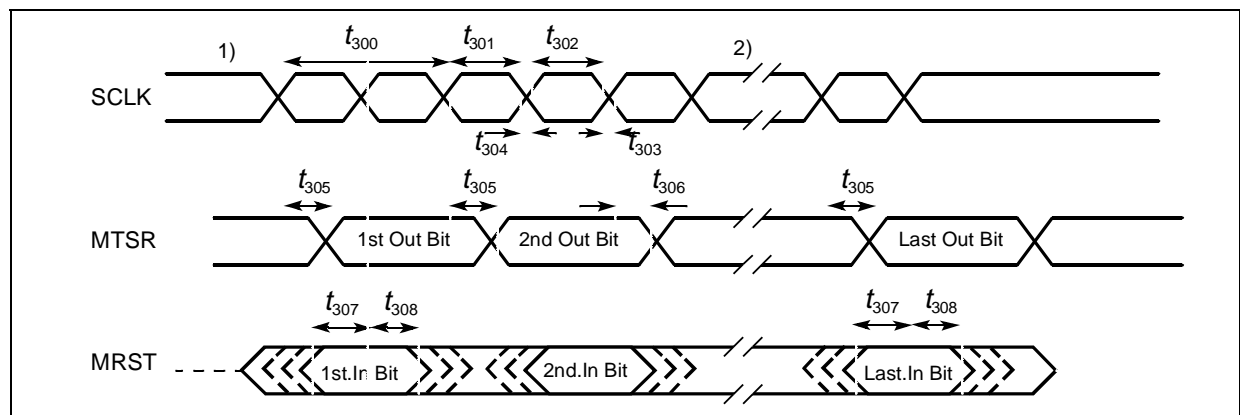 1) t300 t301 t302 2)
SCLK
t304 t303
t305 t305 t306 t305
MTSR 1st Out Bit 2nd Out Bit Last Out Bit
t307 t308 t307 t308
MRST 1st.In Bit 2nd.In Bit Last.In Bit